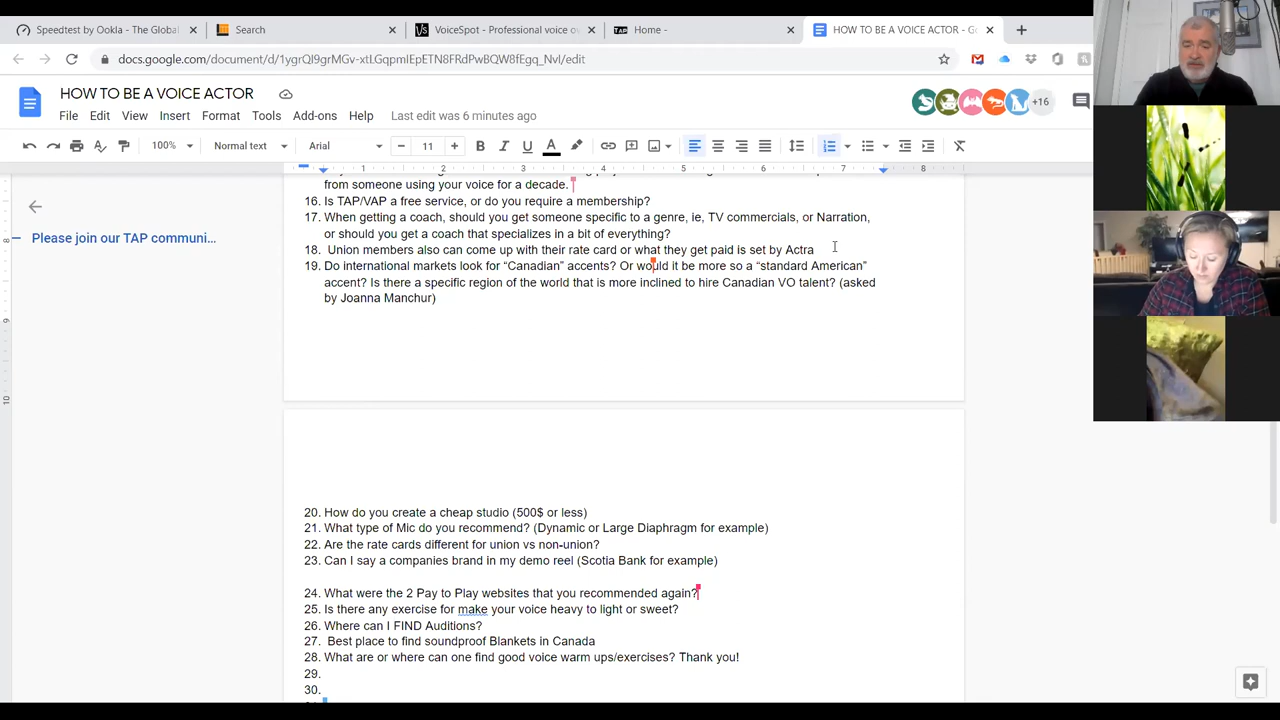 Speedtest by Ookla - The Global
Search
VoiceSpot - Professional voice ov
TAP
Home -
HOW TO BE A VOICE ACTOR - Go
HOW TO BE A VOICE ACTOR
File Edit View Insert Format Tools Add-ons Help Last edit was 6 minutes ago
+16
100% Normal text Arial 11
1 2 3 4 5 6 7
from someone using your voice for a decade.
16. Is TAP/VAP a free service, or do you require a membership?
17. When getting a coach, should you get someone specific to a genre, ie, TV commercials, or Narration,
or should you get a coach that specializes in a bit of everything?
18. Union members also can come up with their rate card or what they get paid is set by Actra
19. Do international markets look for “Canadian” accents? Or would it be more so a “standard American”
accent? Is there a specific region of the world that is more inclined to hire Canadian VO talent? (asked
by Joanna Manchur)
Please join our TAP communi...
20. How do you create a cheap studio (500$ or less)
21. What type of Mic do you recommend? (Dynamic or Large Diaphragm for example)
22. Are the rate cards different for union vs non-union?
23. Can I say a companies brand in my demo reel (Scotia Bank for example)
24. What were the 2 Pay to Play websites that you recommended again?
25. Is there any exercise for make your voice heavy to light or sweet?
26. Where can I FIND Auditions?
27. Best place to find soundproof Blankets in Canada
28. What are or where can one find good voice warm ups/exercises? Thank you!
29.
30.